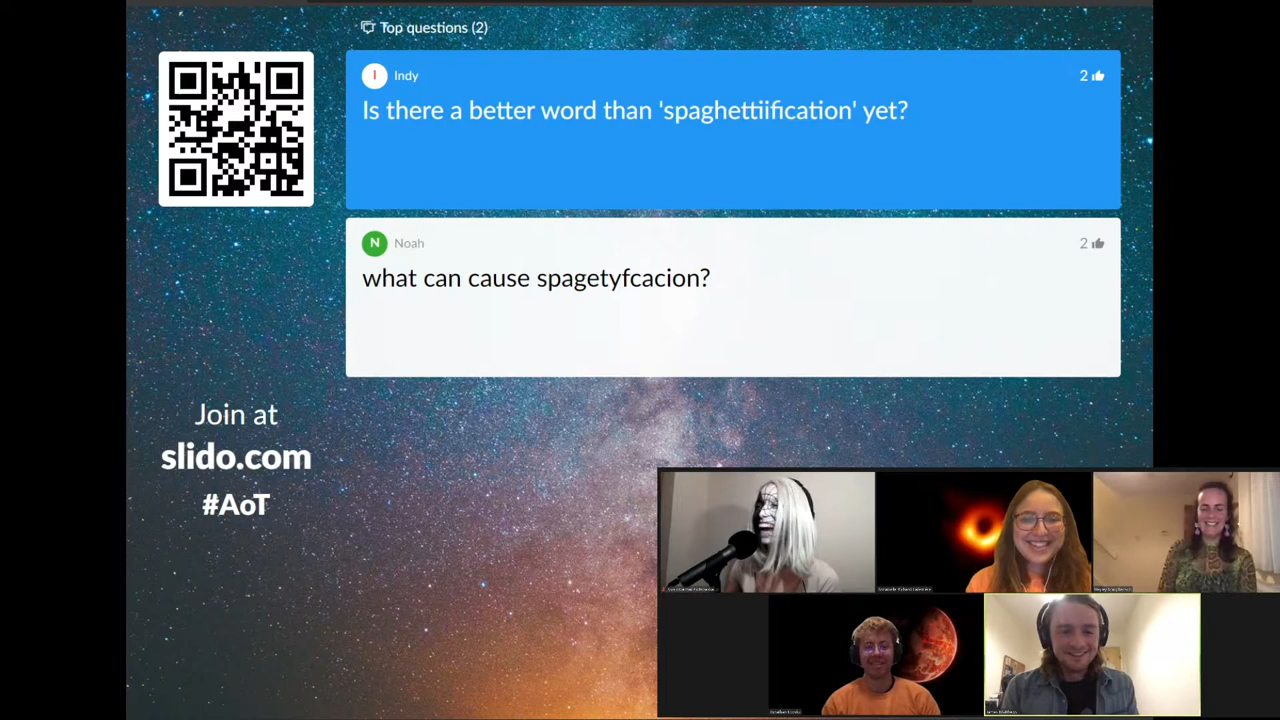 Top questions (2)
I Indy 2
Is there a better word than 'spaghettiification' yet?
N Noah 2
what can cause spagetyfcacion?
Join at
slido.com
#AoT